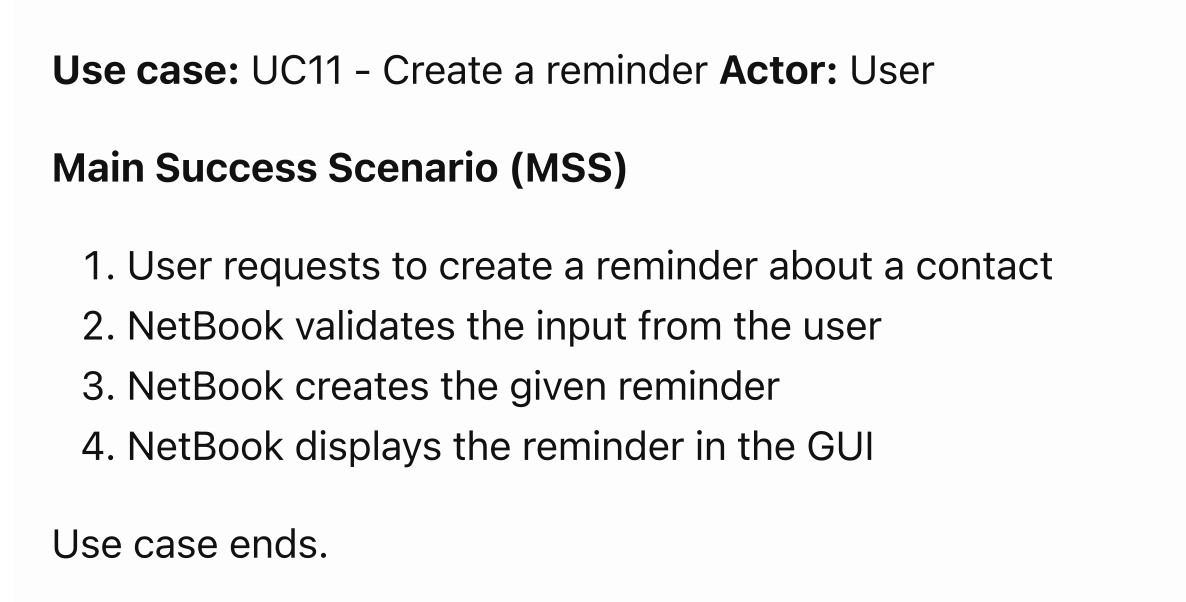 Use case: UC11 - Create a reminder Actor: User
Main Success Scenario (MSS)
1. User requests to create a reminder about a contact
2. NetBook validates the input from the user
3. NetBook creates the given reminder
4. NetBook displays the reminder in the GUI
Use case ends.